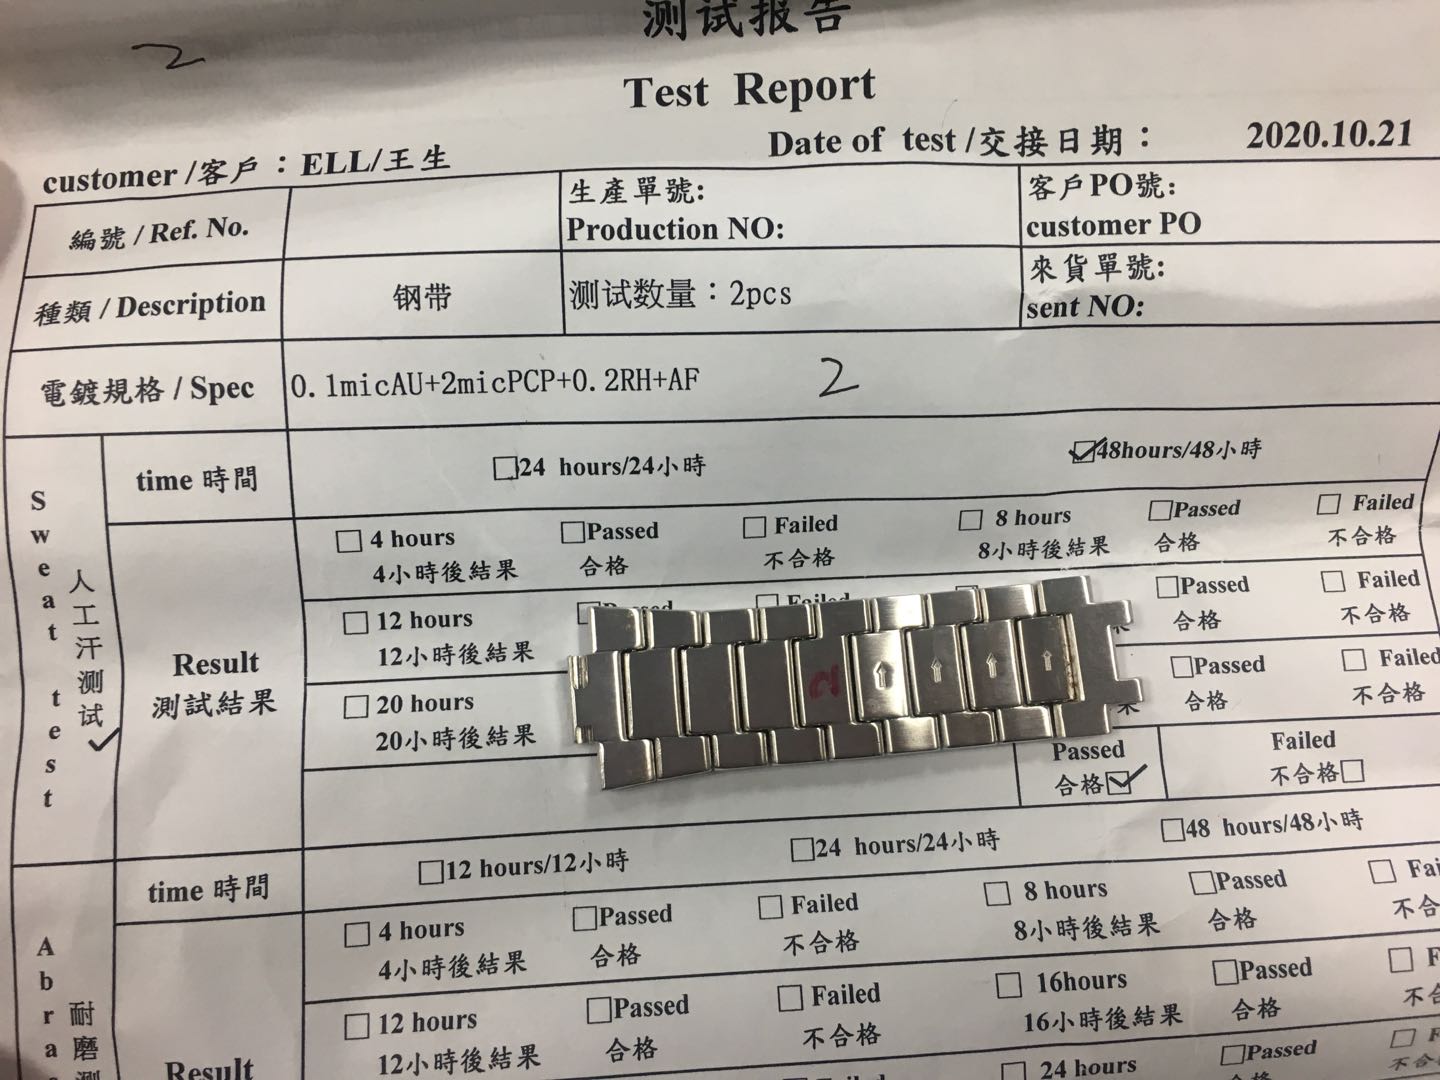 测试报告
2
Test Report
customer /客戶：ELL/王生
Date of test /交接日期： 2020.10.21
編號 / Ref. No.
生產單號:
Production NO:
客戶PO號:
customer PO
種類 / Description
钢带
测试数量：2pcs
來貨單號:
sent NO:
電鍍規格 / Spec
0.1micAU+2micPCP+0.2RH+AF
2
Sweat test
人工汗测试
time 時間
24 hours/24小時
48hours/48小時
Result
測試結果
4 hours
4小時後結果
Passed
合格
Failed
不合格
8 hours
8小時後結果
Passed
合格
Failed
不合格
12 hours
12小時後結果
Passed
合格
Failed
不合格
20 hours
20小時後結果
Passed
合格
Failed
不合格
2
Passed
合格
Failed
不合格
time 時間
12 hours/12小時
24 hours/24小時
48 hours/48小時
Abra
耐磨测
Result
4 hours
4小時後結果
Passed
合格
Failed
不合格
8 hours
8小時後結果
Passed
合格
Fai
不合
12 hours
12小時後結果
Passed
合格
Failed
不合格
16hours
16小時後結果
Passed
合格
F
不合
24 hours
Passed